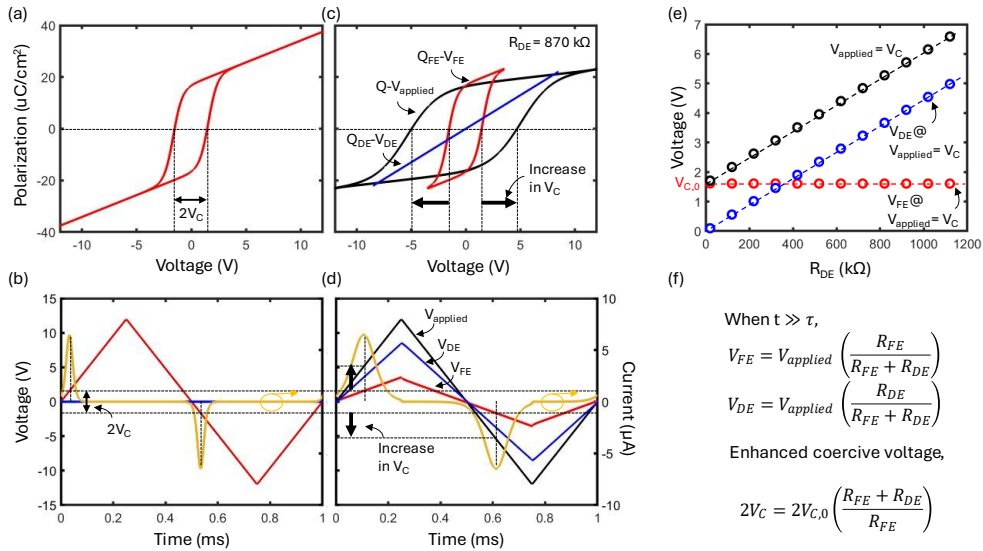 (a)
40
20
0
-20
-40
Polarization (uC/cm²)
2V_C
-10 -5 0 5 10
Voltage (V)
(c)
R_DE = 870 kΩ
Q_FE–V_FE
Q-V_applied
Q_DE–V_DE
Increase
in V_C
-10 -5 0 5 10
Voltage (V)
(e)
7
6
5
4
3
2
1
0
Voltage (V)
V_C,0
V_applied = V_C
V_DE@
V_applied = V_C
V_FE@
V_applied = V_C
0 200 400 600 800 1000 1200
R_DE (kΩ)
(b)
15
10
5
0
-5
-10
-15
Voltage (V)
2V_C
0 0.2 0.4 0.6 0.8 1
Time (ms)
(d)
V_applied
V_DE
V_FE
Increase
in V_C
10
5
0
-5
-10
Current (µA)
0 0.2 0.4 0.6 0.8 1
Time (ms)
(f)
When t ≫ τ,
V_FE = V_applied (R_FE / (R_FE + R_DE))
V_DE = V_applied (R_DE / (R_FE + R_DE))
Enhanced coercive voltage,
2V_C = 2V_C,0 ((R_FE + R_DE) / R_FE)